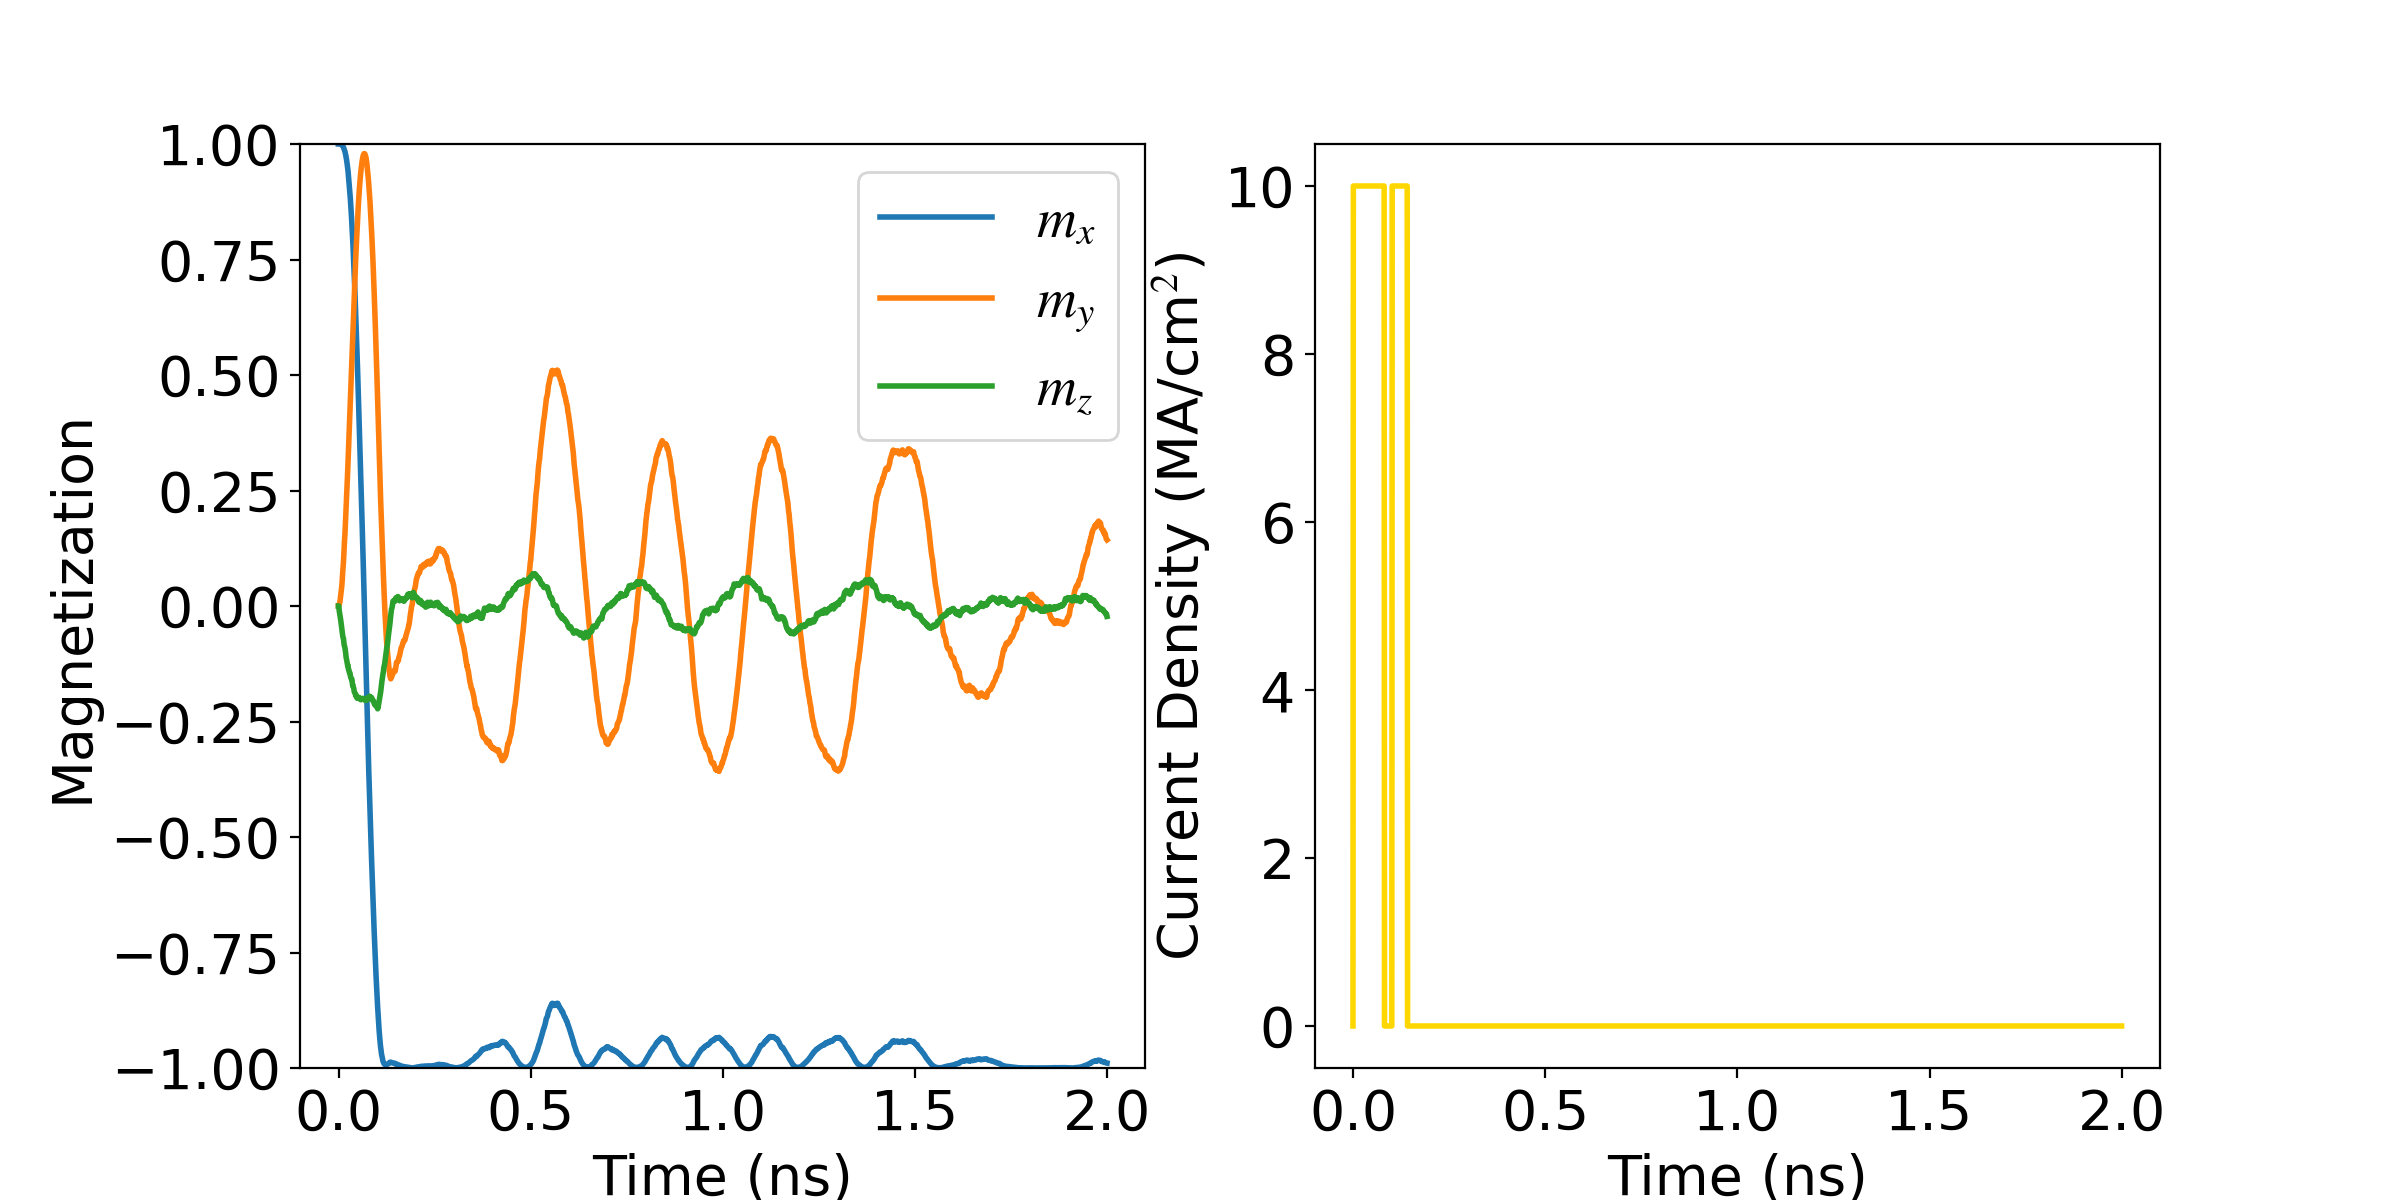 Magnetization
1.00
0.75
0.50
0.25
0.00
−0.25
−0.50
−0.75
−1.00
0.0 0.5 1.0 1.5 2.0
Time (ns)
m_x
m_y
m_z
Current Density (MA/cm²)
10
8
6
4
2
0
0.0 0.5 1.0 1.5 2.0
Time (ns)